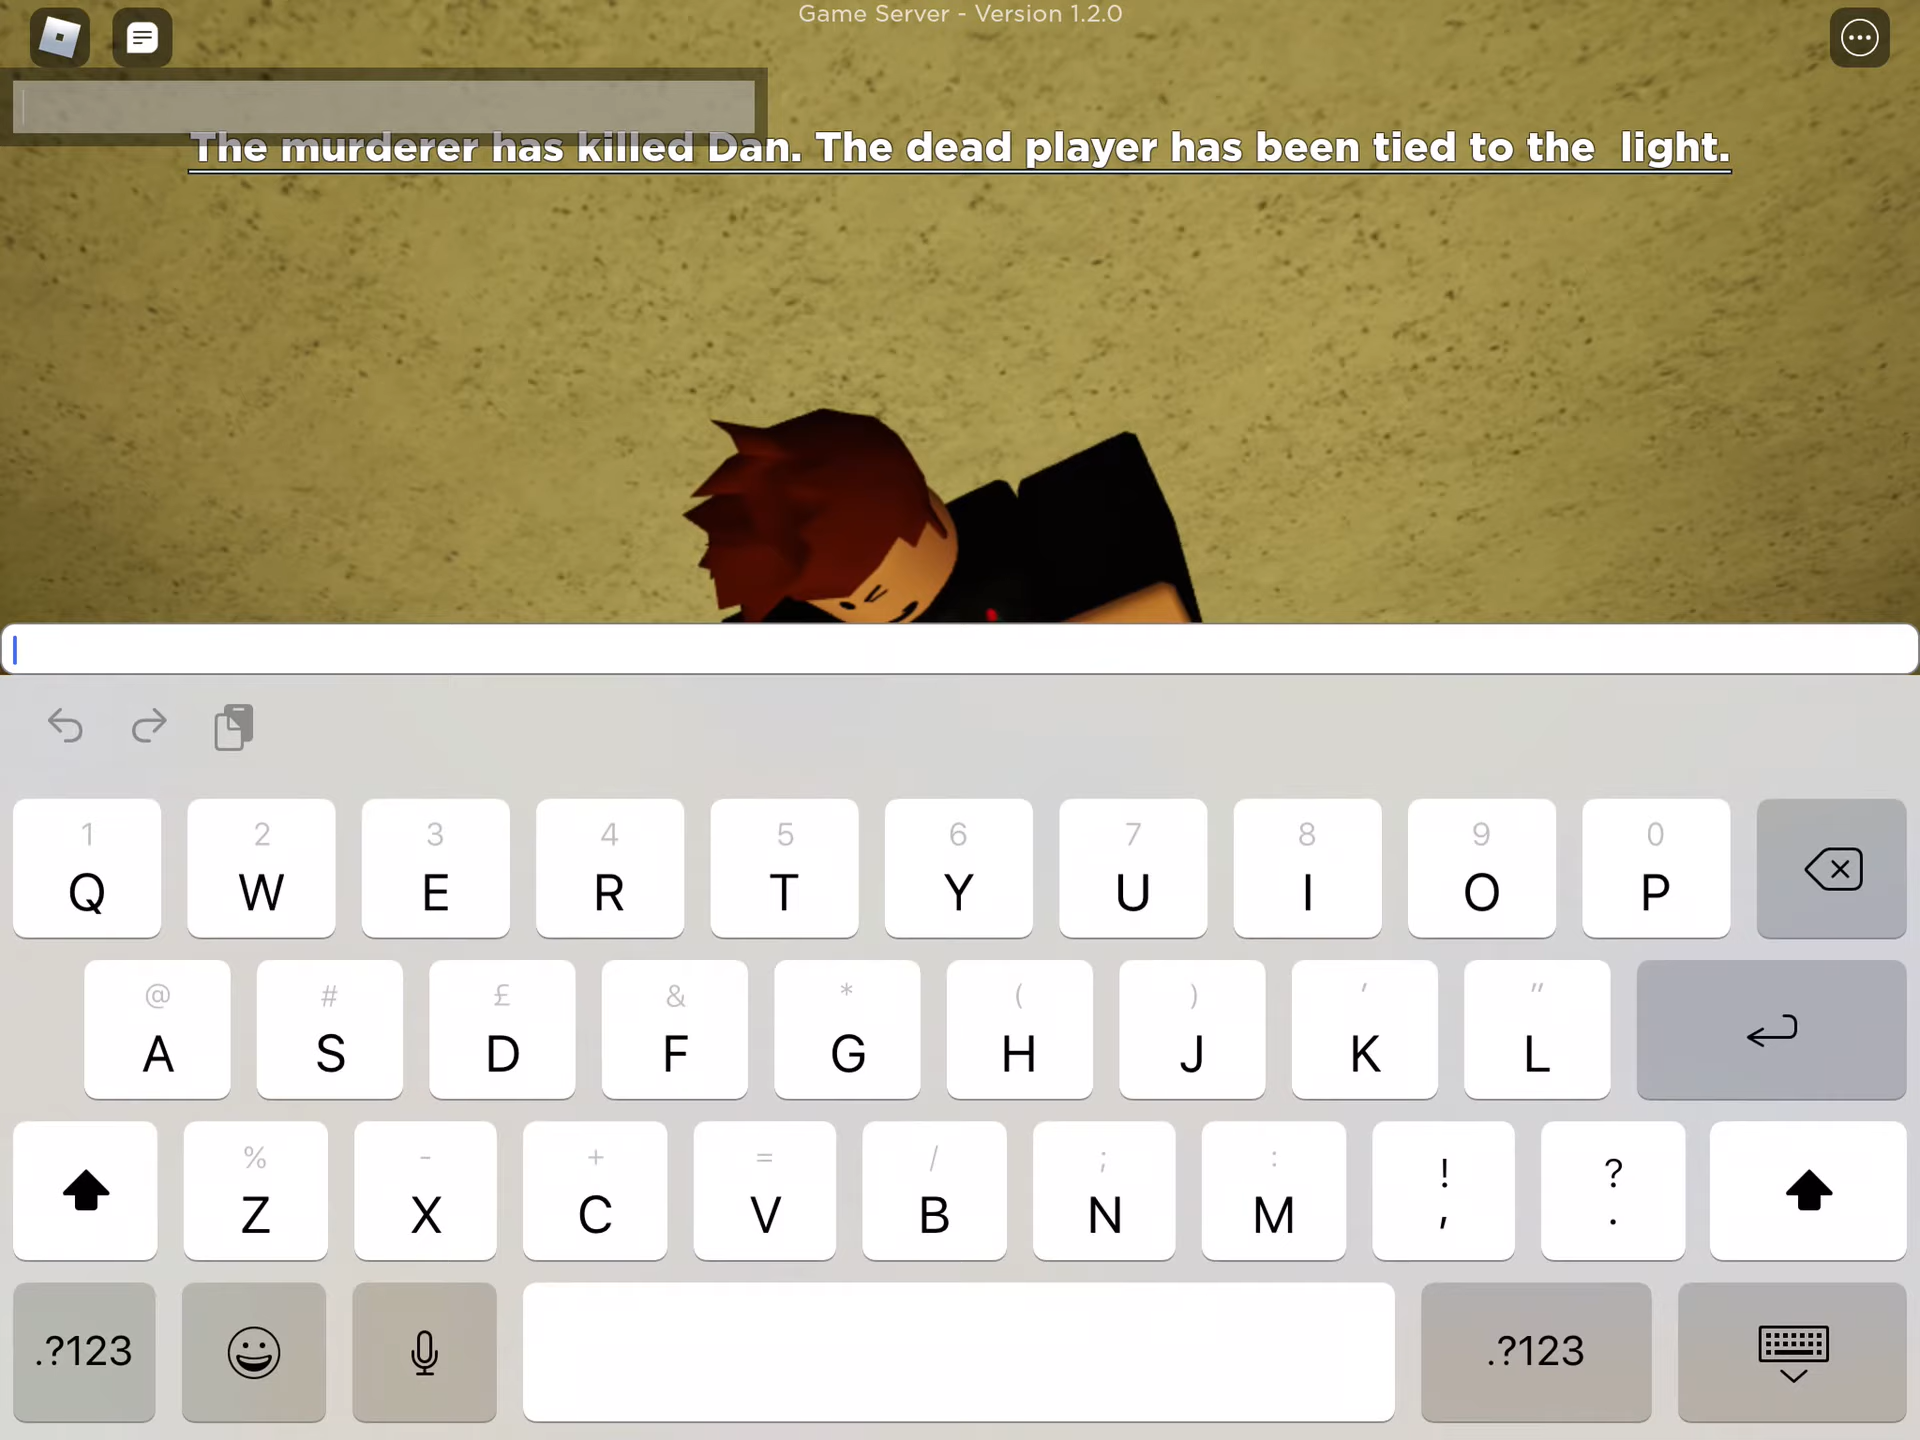 Game Server - Version 1.2.0
The murderer has killed Dan. The dead player has been tied to the light.
1 2 3 4 5 6 7 8 9 0
Q W E R T Y U I O P
@ # £ & * ( ) ' "
A S D F G H J K L
% - + = / ; : ! ?
Z X C V B N M , .
.?123 .?123